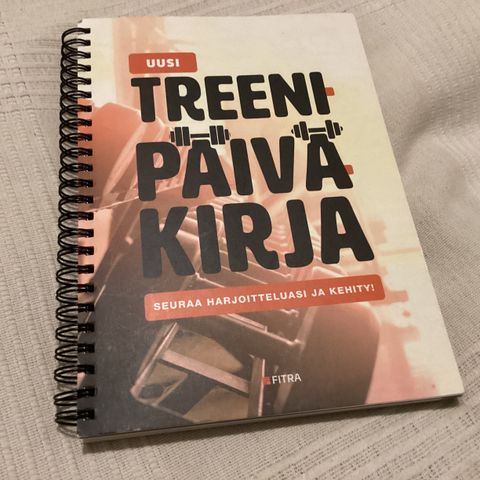 UUSI
TREENI-
PÄIVÄ-
KIRJA
SEURAA HARJOITTELUASI JA KEHITY!
FITRA